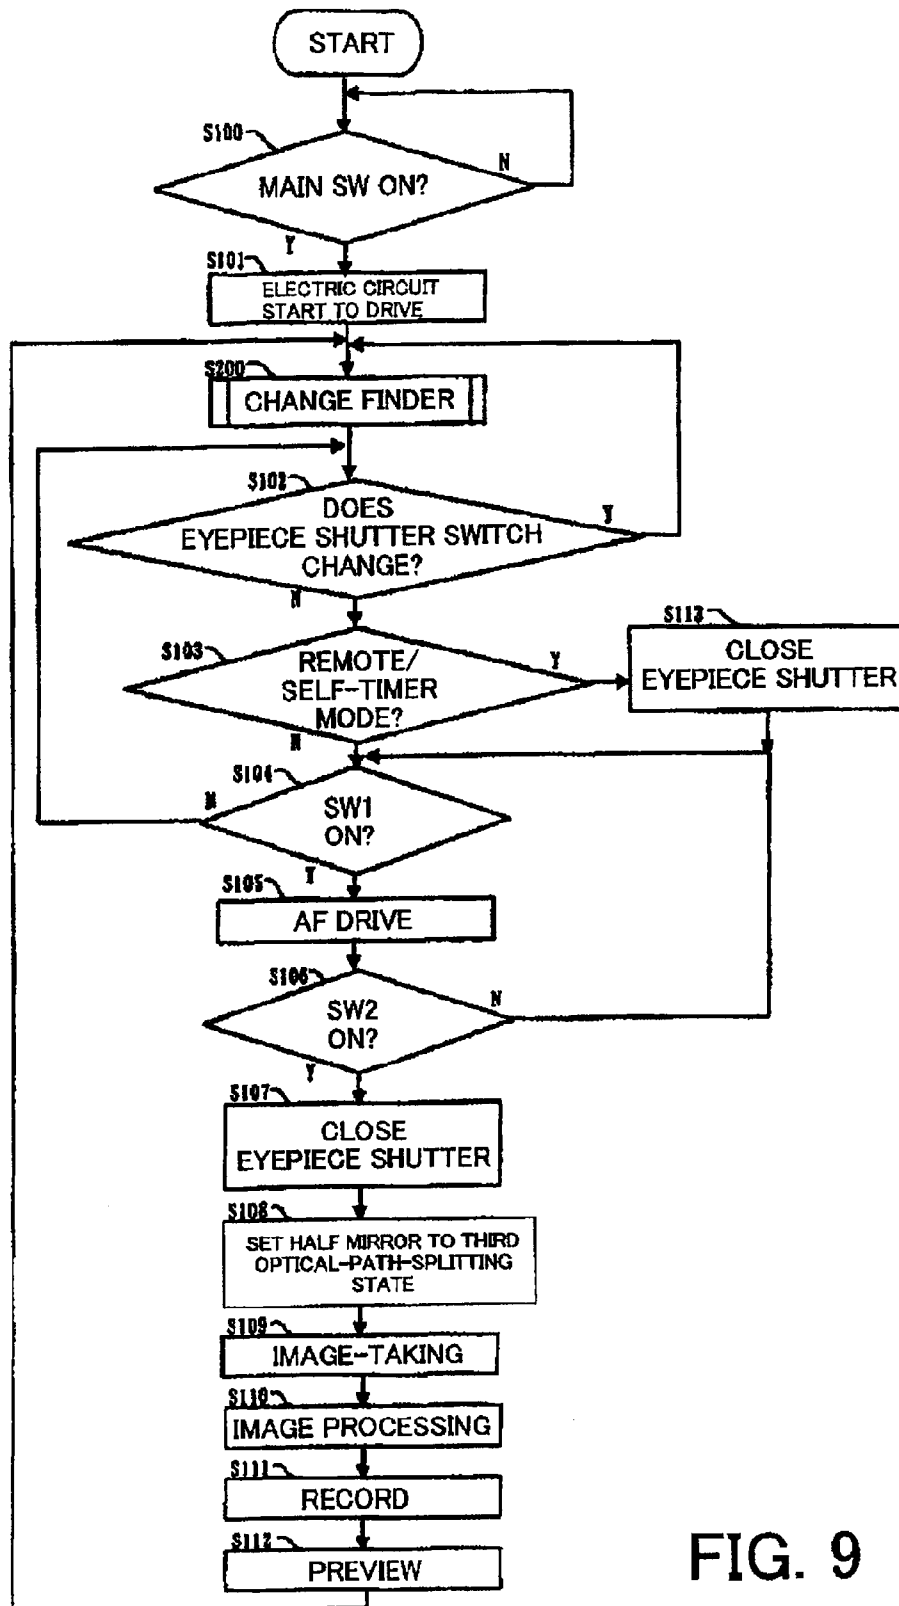 START
S100
N
MAIN SW ON?
Y
S101
ELECTRIC CIRCUIT
START TO DRIVE
S200
CHANGE FINDER
S102
DOES
EYEPIECE SHUTTER SWITCH
CHANGE?
Y
N
S103
REMOTE/
SELF-TIMER
MODE?
Y
N
S113
CLOSE
EYEPIECE SHUTTER
S104
N
SW1
ON?
Y
S105
AF DRIVE
S106
N
SW2
ON?
Y
S107
CLOSE
EYEPIECE SHUTTER
S108
SET HALF MIRROR TO THIRD
OPTICAL-PATH-SPLITTING
STATE
S109
IMAGE-TAKING
S110
IMAGE PROCESSING
S111
RECORD
S112
PREVIEW
FIG. 9